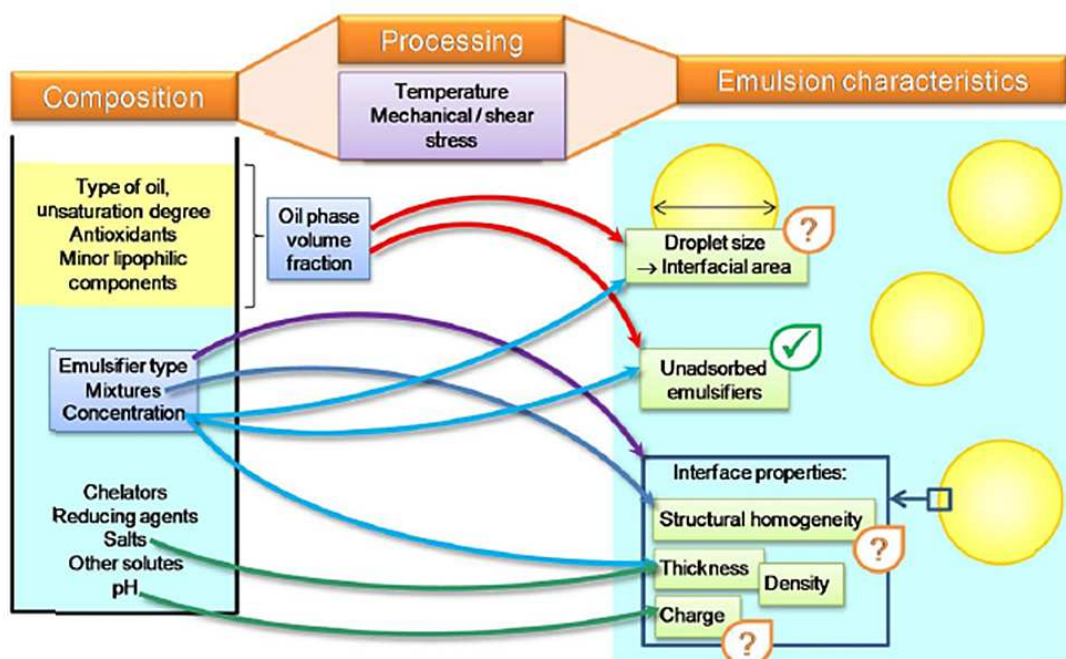 Processing
Composition
Emulsion characteristics
Temperature
Mechanical / shear
stress
Type of oil,
unsaturation degree
Antioxidants
Minor lipophilic
components
Oil phase
volume
fraction
Emulsifier type
Mixtures
Concentration
Chelators
Reducing agents
Salts
Other solutes
pH
?
Droplet size
→ Interfacial area
✓
Unadsorbed
emulsifiers
Interface properties:
Structural homogeneity
?
Thickness
Density
Charge
?